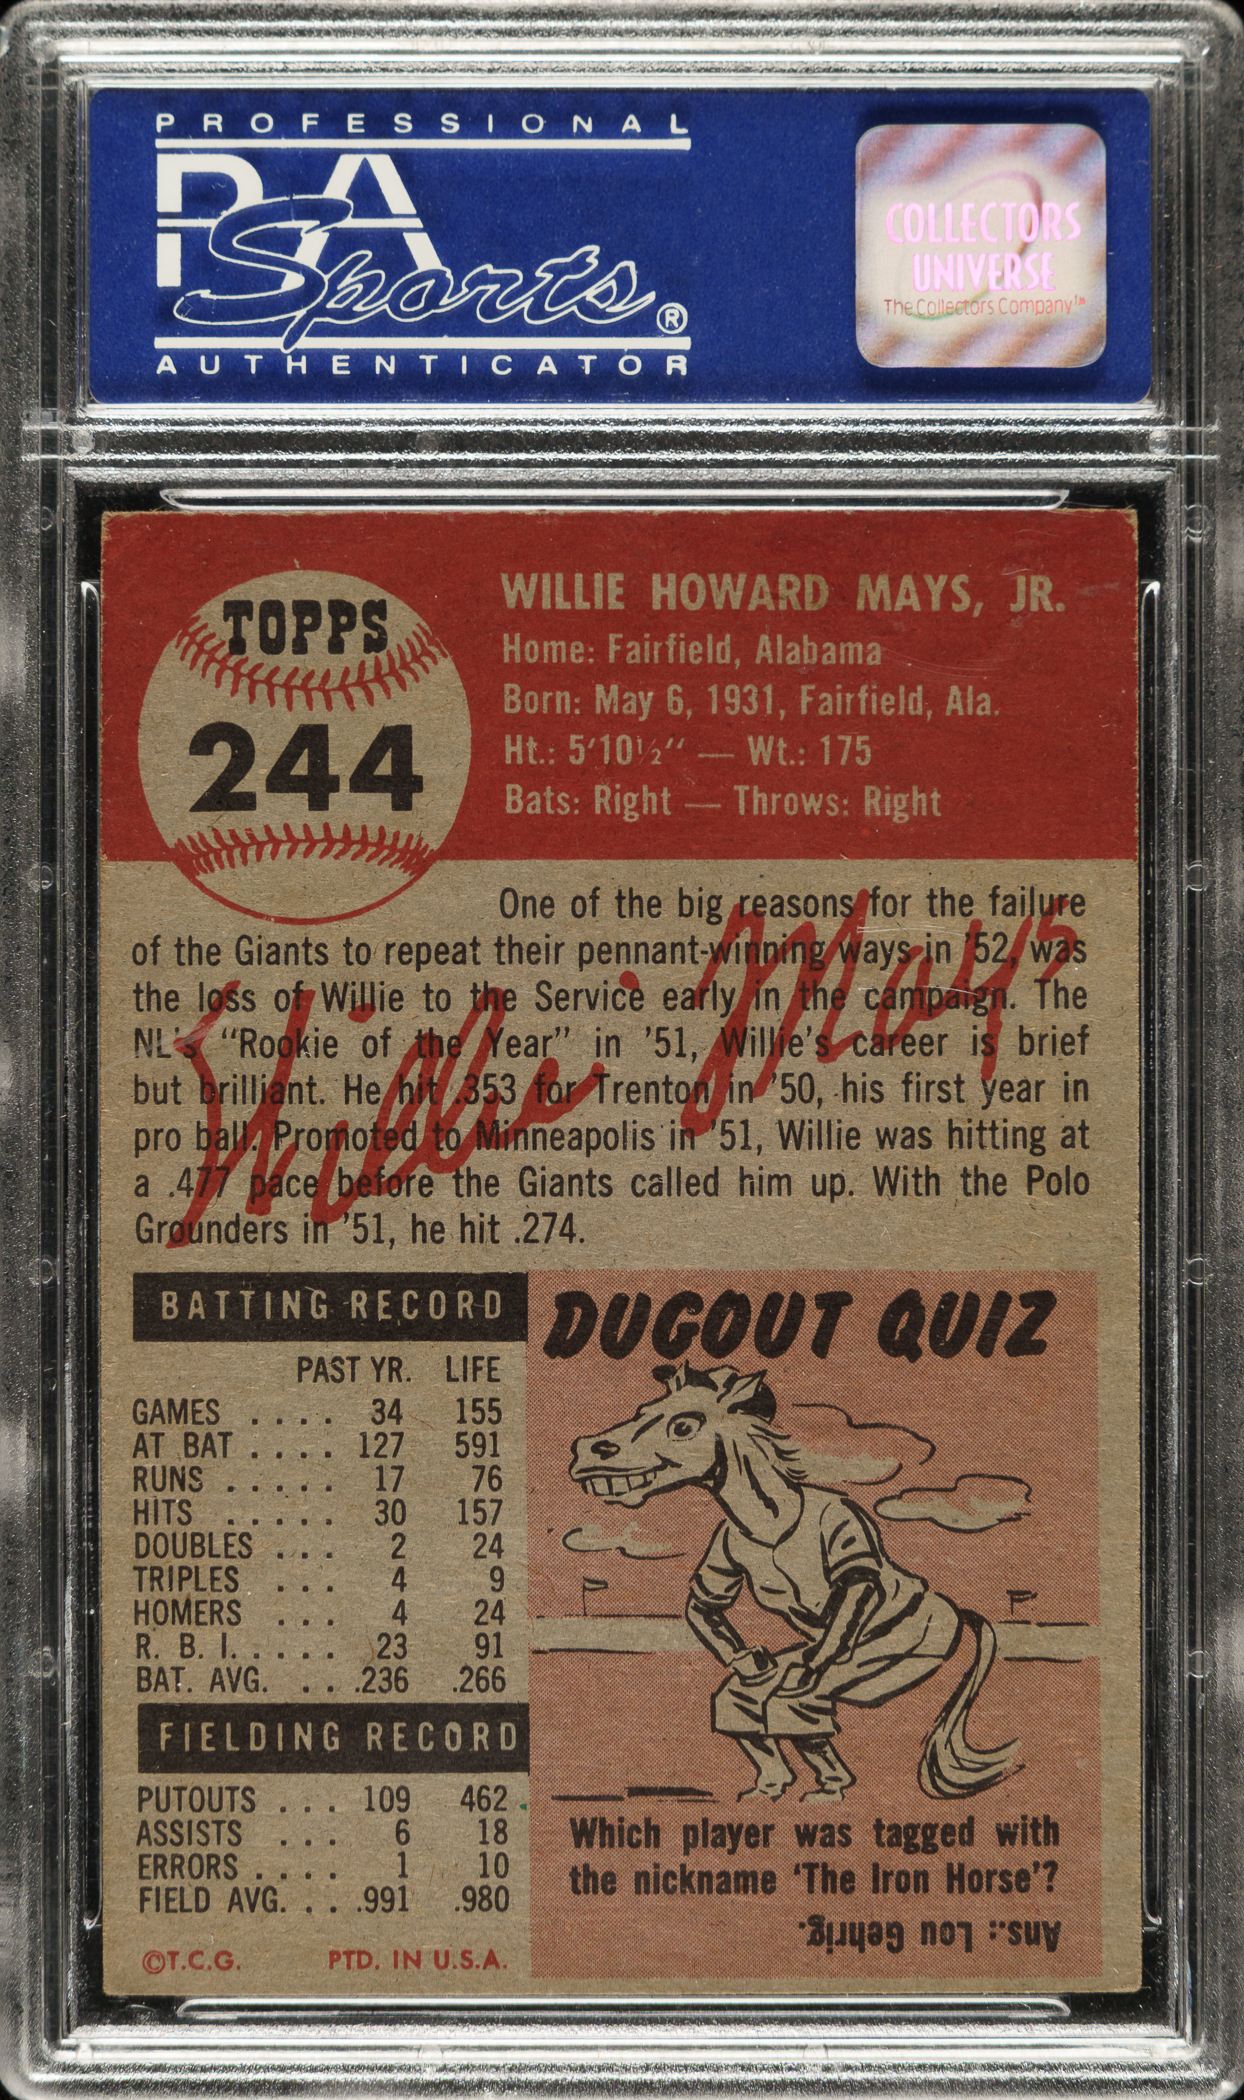 PROFESSIONAL
PSA
Sports®
AUTHENTICATOR
COLLECTORS
UNIVERSE
The Collectors Company™
TOPPS
244
WILLIE HOWARD MAYS, JR.
Home: Fairfield, Alabama
Born: May 6, 1931, Fairfield, Ala.
Ht.: 5'10½" — Wt.: 175
Bats: Right — Throws: Right
One of the big reasons for the failure
of the Giants to repeat their pennant-winning ways in '52, was
the loss of Willie to the Service early in the campaign. The
NL's "Rookie of the Year" in '51, Willie's career is brief
but brilliant. He hit .353 for Trenton in '50, his first year in
pro ball. Promoted to Minneapolis in '51, Willie was hitting at
a .477 pace before the Giants called him up. With the Polo
Grounders in '51, he hit .274.
Willie Mays
BATTING RECORD
PAST YR. LIFE
GAMES .... 34 155
AT BAT .... 127 591
RUNS ..... 17 76
HITS ..... 30 157
DOUBLES ... 2 24
TRIPLES ... 4 9
HOMERS ... 4 24
R. B. I. .... 23 91
BAT. AVG. ... .236 .266
FIELDING RECORD
PUTOUTS ... 109 462
ASSISTS ... 6 18
ERRORS .... 1 10
FIELD AVG. ... .991 .980
©T.C.G. PTD. IN U.S.A.
DUGOUT QUIZ
Which player was tagged with
the nickname 'The Iron Horse'?
Ans.: Lou Gehrig.